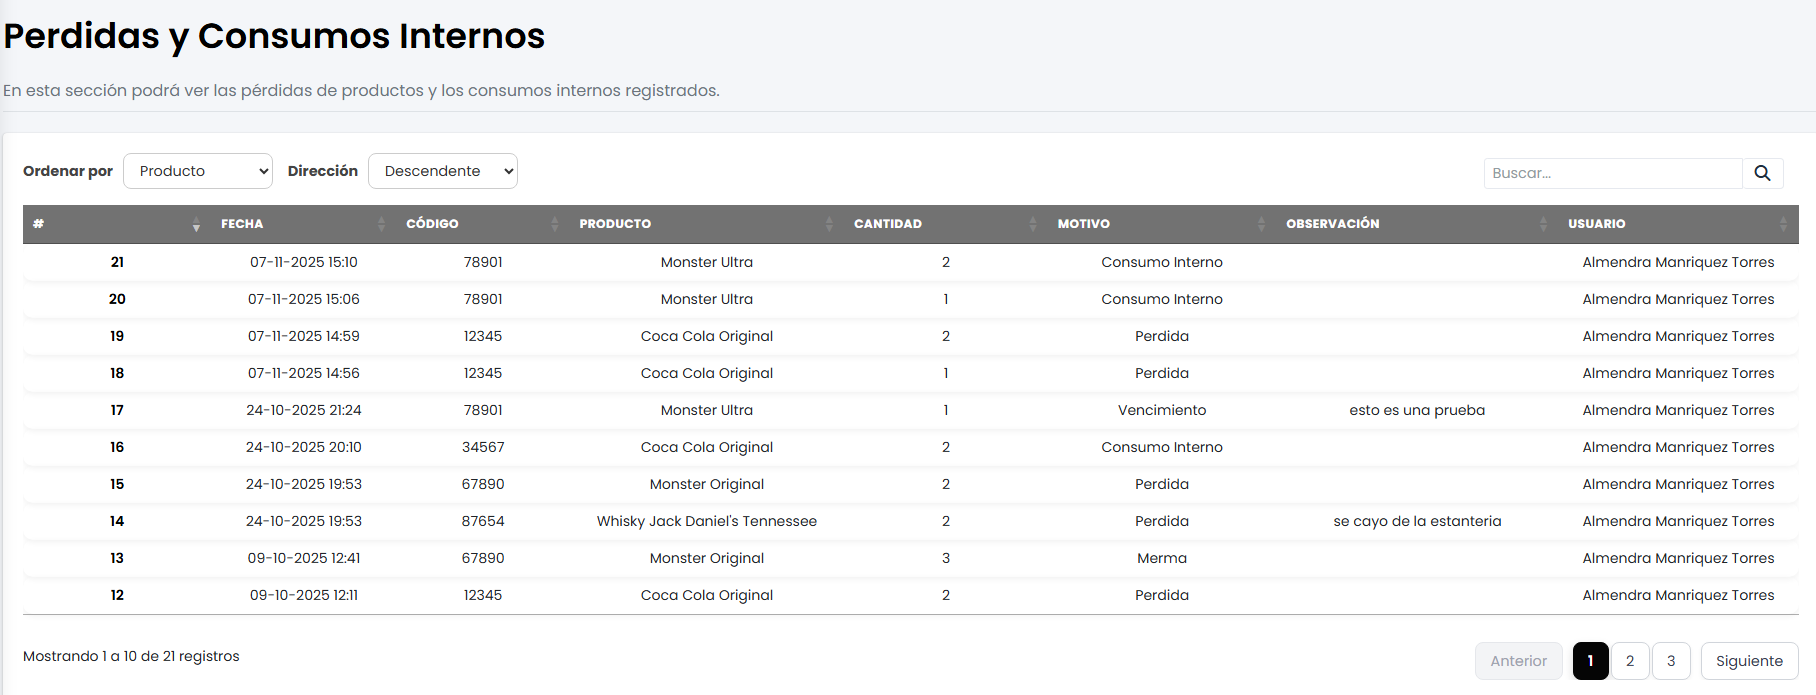 Perdidas y Consumos Internos
En esta sección podrá ver las pérdidas de productos y los consumos internos registrados.
Ordenar por Producto Dirección Descendente Buscar...
# FECHA CÓDIGO PRODUCTO CANTIDAD MOTIVO OBSERVACIÓN USUARIO
21 07-11-2025 15:10 78901 Monster Ultra 2 Consumo Interno Almendra Manriquez Torres
20 07-11-2025 15:06 78901 Monster Ultra 1 Consumo Interno Almendra Manriquez Torres
19 07-11-2025 14:59 12345 Coca Cola Original 2 Perdida Almendra Manriquez Torres
18 07-11-2025 14:56 12345 Coca Cola Original 1 Perdida Almendra Manriquez Torres
17 24-10-2025 21:24 78901 Monster Ultra 1 Vencimiento esto es una prueba Almendra Manriquez Torres
16 24-10-2025 20:10 34567 Coca Cola Original 2 Consumo Interno Almendra Manriquez Torres
15 24-10-2025 19:53 67890 Monster Original 2 Perdida Almendra Manriquez Torres
14 24-10-2025 19:53 87654 Whisky Jack Daniel's Tennessee 2 Perdida se cayo de la estanteria Almendra Manriquez Torres
13 09-10-2025 12:41 67890 Monster Original 3 Merma Almendra Manriquez Torres
12 09-10-2025 12:11 12345 Coca Cola Original 2 Perdida Almendra Manriquez Torres
Mostrando 1 a 10 de 21 registros Anterior 1 2 3 Siguiente